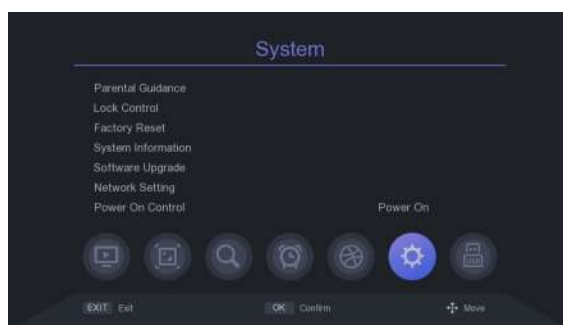 System
Parental Guidance
Lock Control
Factory Reset
System Information
Software Upgrade
Network Setting
Power On Control Power On
USB
EXIT Exit OK Confirm Move